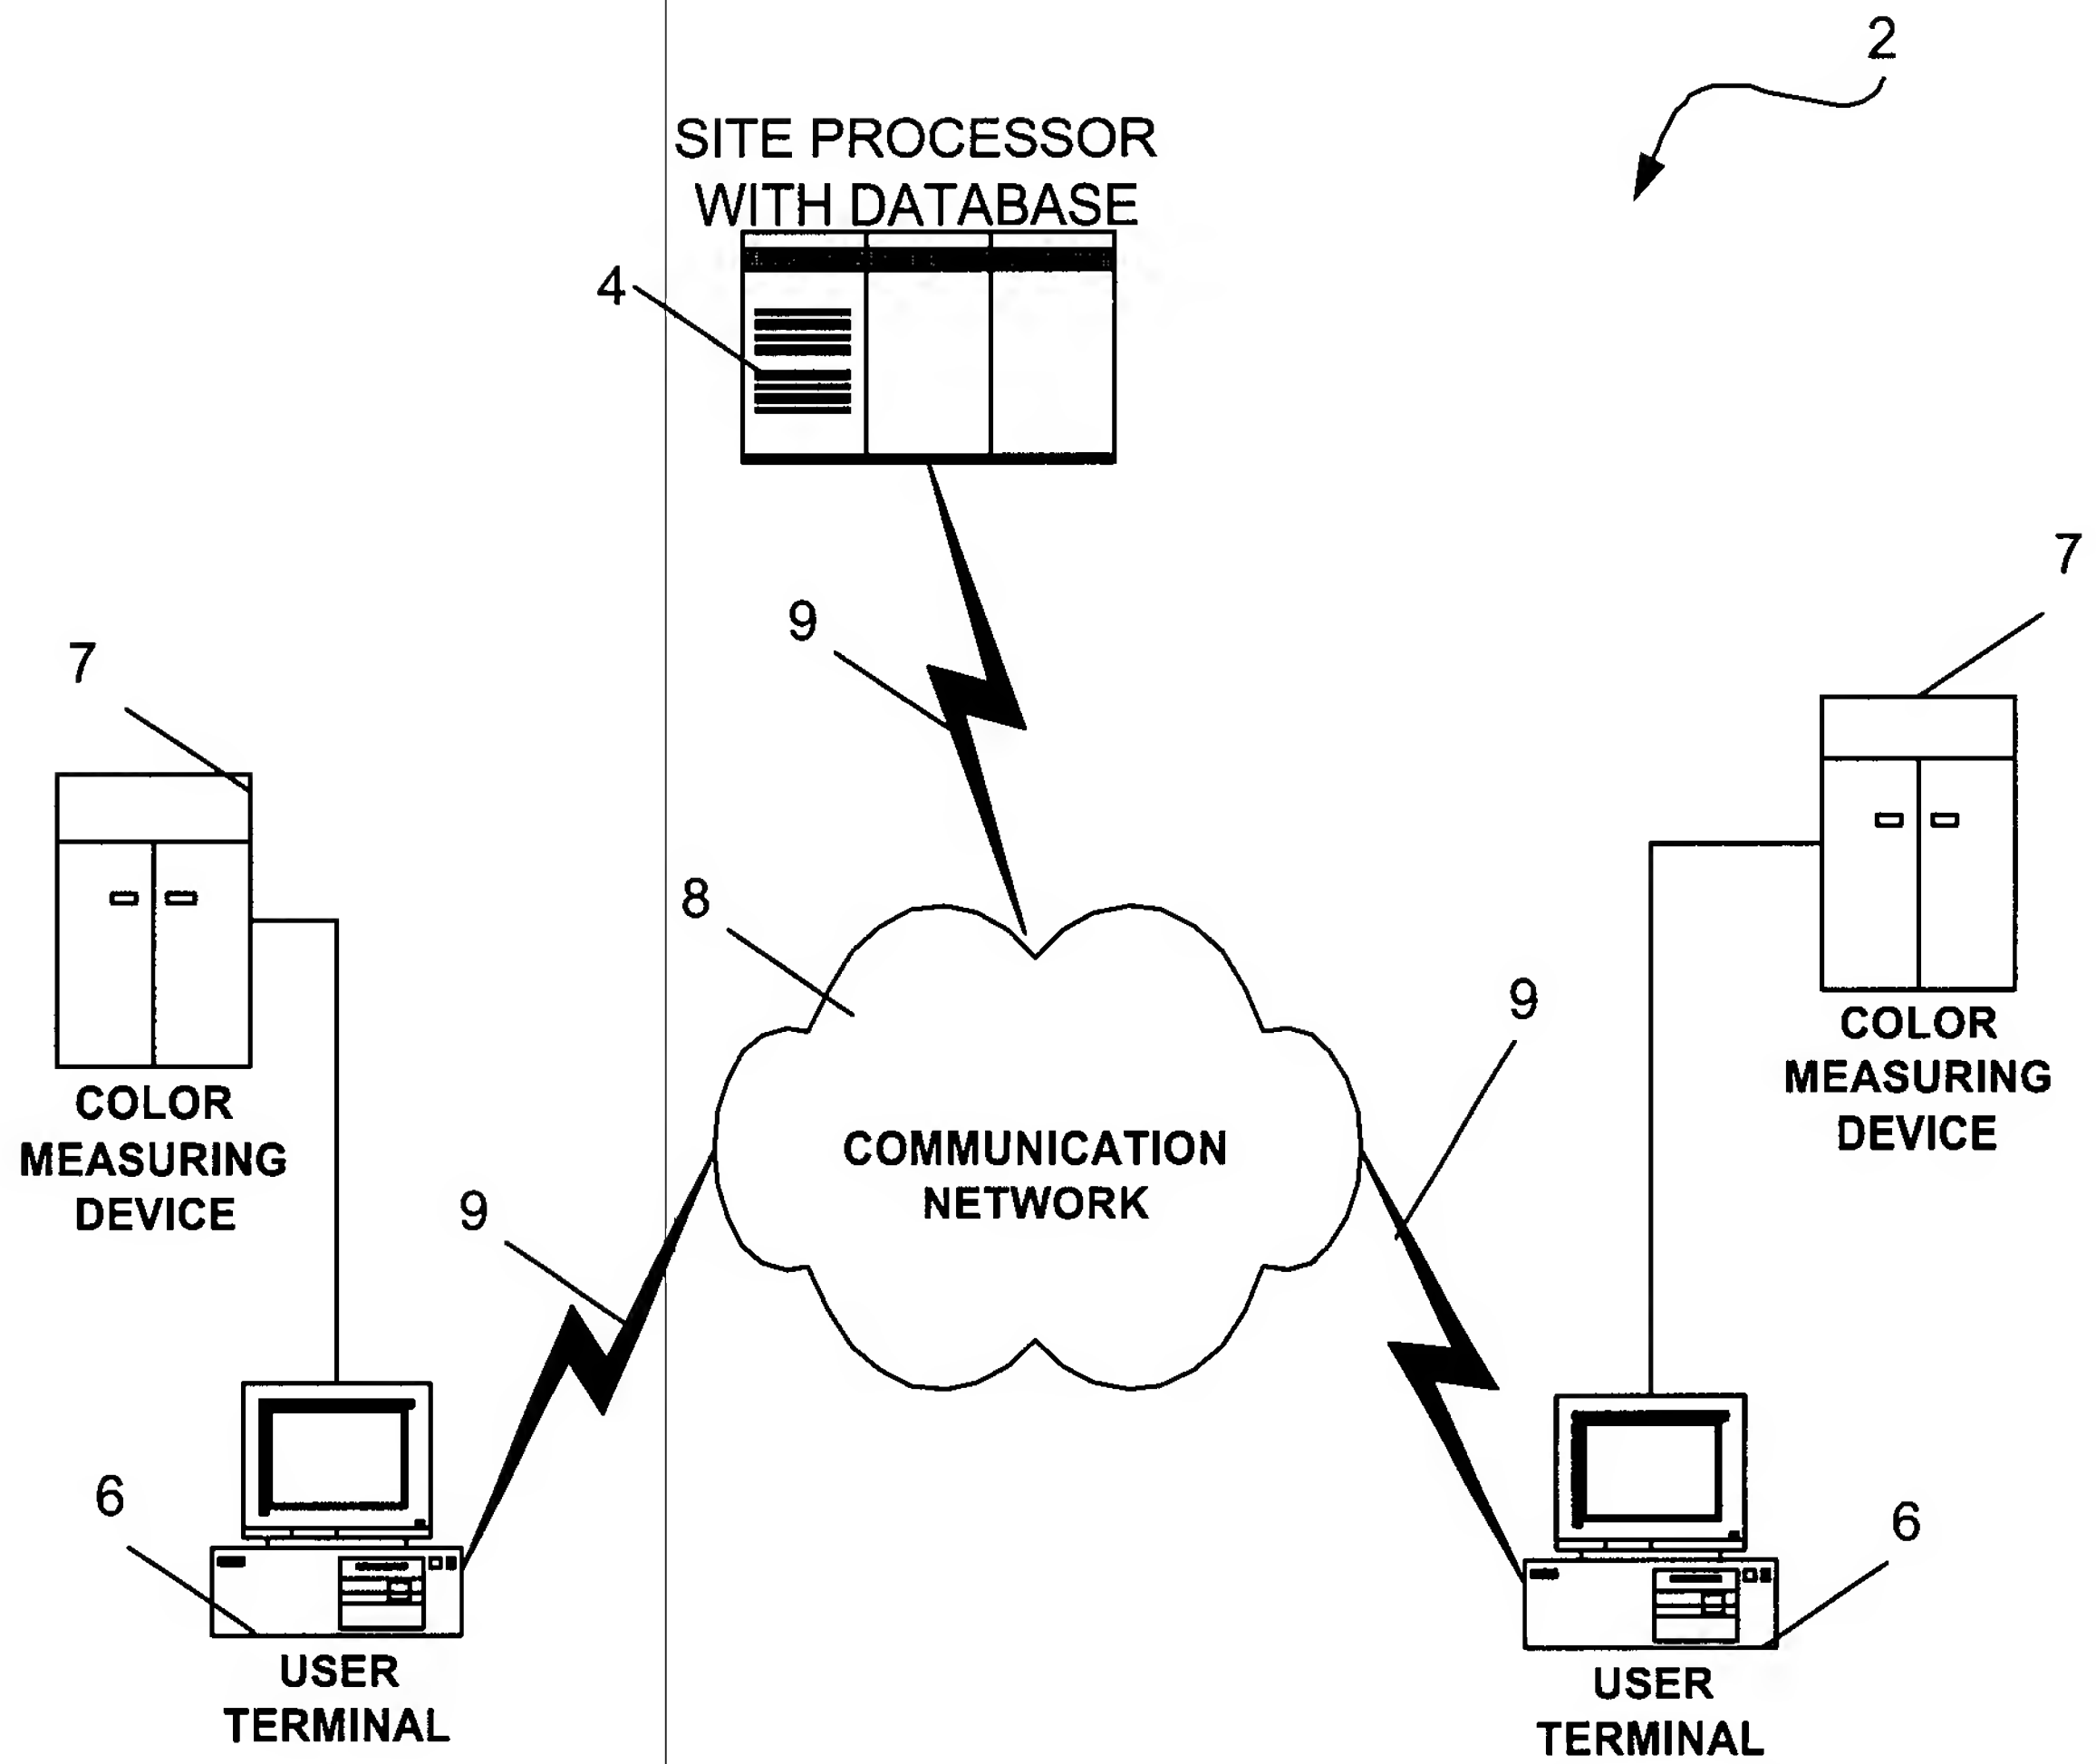 2
SITE PROCESSOR
WITH DATABASE
4
7
9
7
8
9
COLOR
MEASURING
DEVICE
COLOR
MEASURING
DEVICE
COMMUNICATION
NETWORK
9
6
6
USER
TERMINAL
USER
TERMINAL